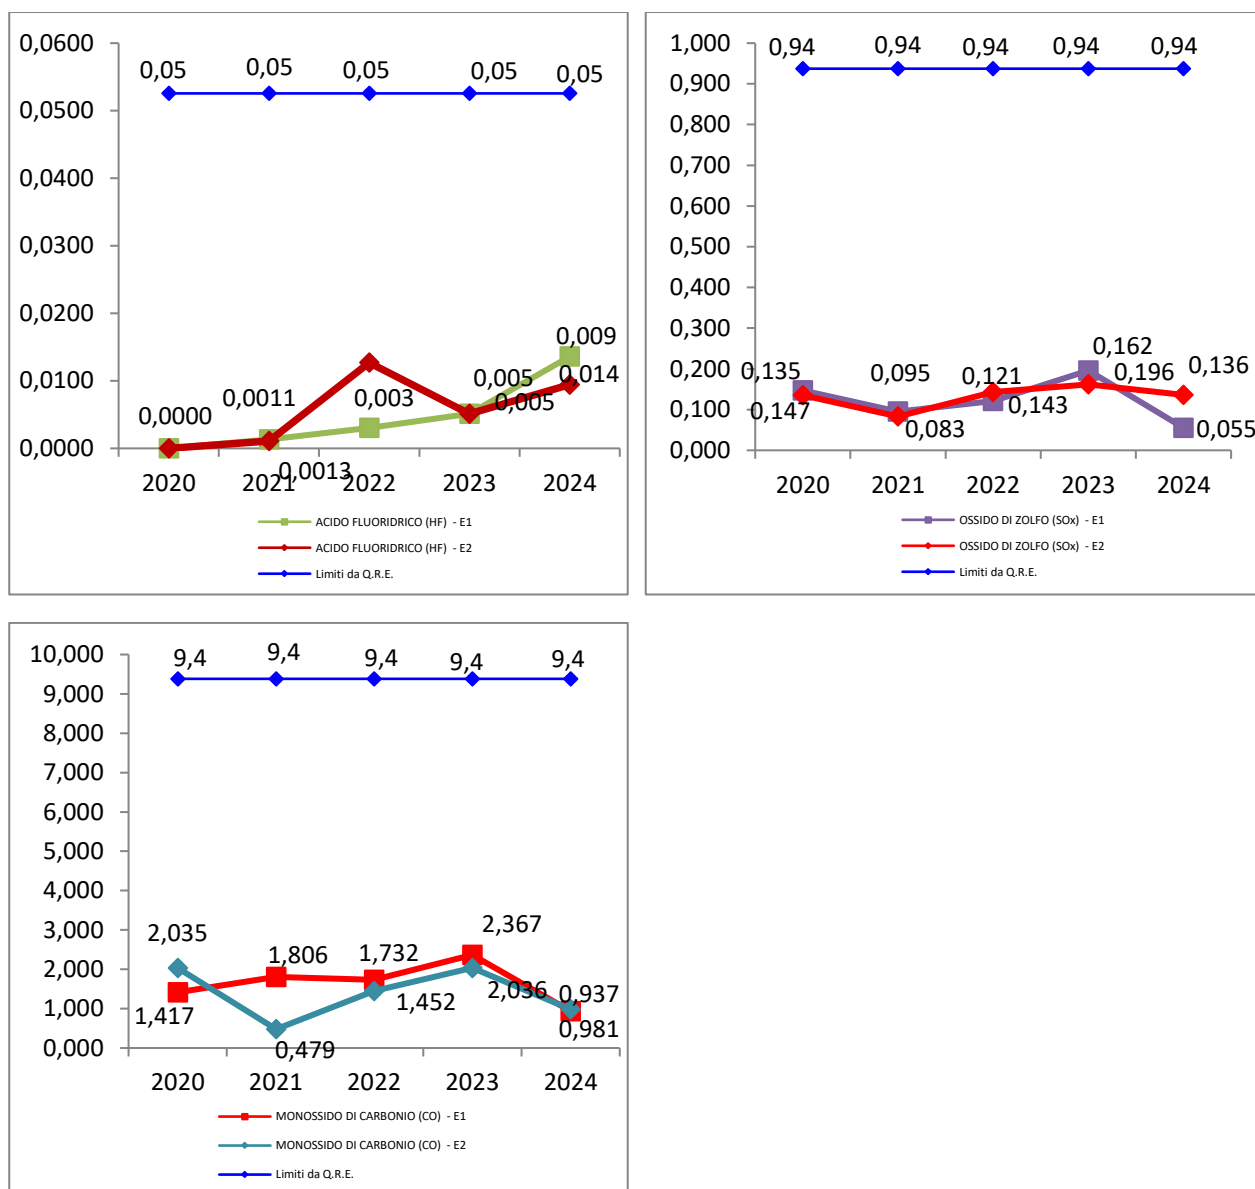 0,0600
0,0500
0,0400
0,0300
0,0200
0,0100
0,0000
0,05 0,05 0,05 0,05 0,05
0,009
0,0000 0,0011 0,003 0,005 0,014
0,005
0,0013
2020 2021 2022 2023 2024
ACIDO FLUORIDRICO (HF) - E1
ACIDO FLUORIDRICO (HF) - E2
Limiti da Q.R.E.
1,000
0,900
0,800
0,700
0,600
0,500
0,400
0,300
0,200
0,100
0,000
0,94 0,94 0,94 0,94 0,94
0,162
0,135 0,095 0,121 0,196 0,136
0,147 0,083 0,143 0,055
2020 2021 2022 2023 2024
OSSIDO DI ZOLFO (SOx) - E1
OSSIDO DI ZOLFO (SOx) - E2
Limiti da Q.R.E.
10,000
9,000
8,000
7,000
6,000
5,000
4,000
3,000
2,000
1,000
0,000
9,4 9,4 9,4 9,4 9,4
2,035 1,806 1,732 2,367
1,417 1,452 2,036 0,937
0,479 0,981
2020 2021 2022 2023 2024
MONOSSIDO DI CARBONIO (CO) - E1
MONOSSIDO DI CARBONIO (CO) - E2
Limiti da Q.R.E.